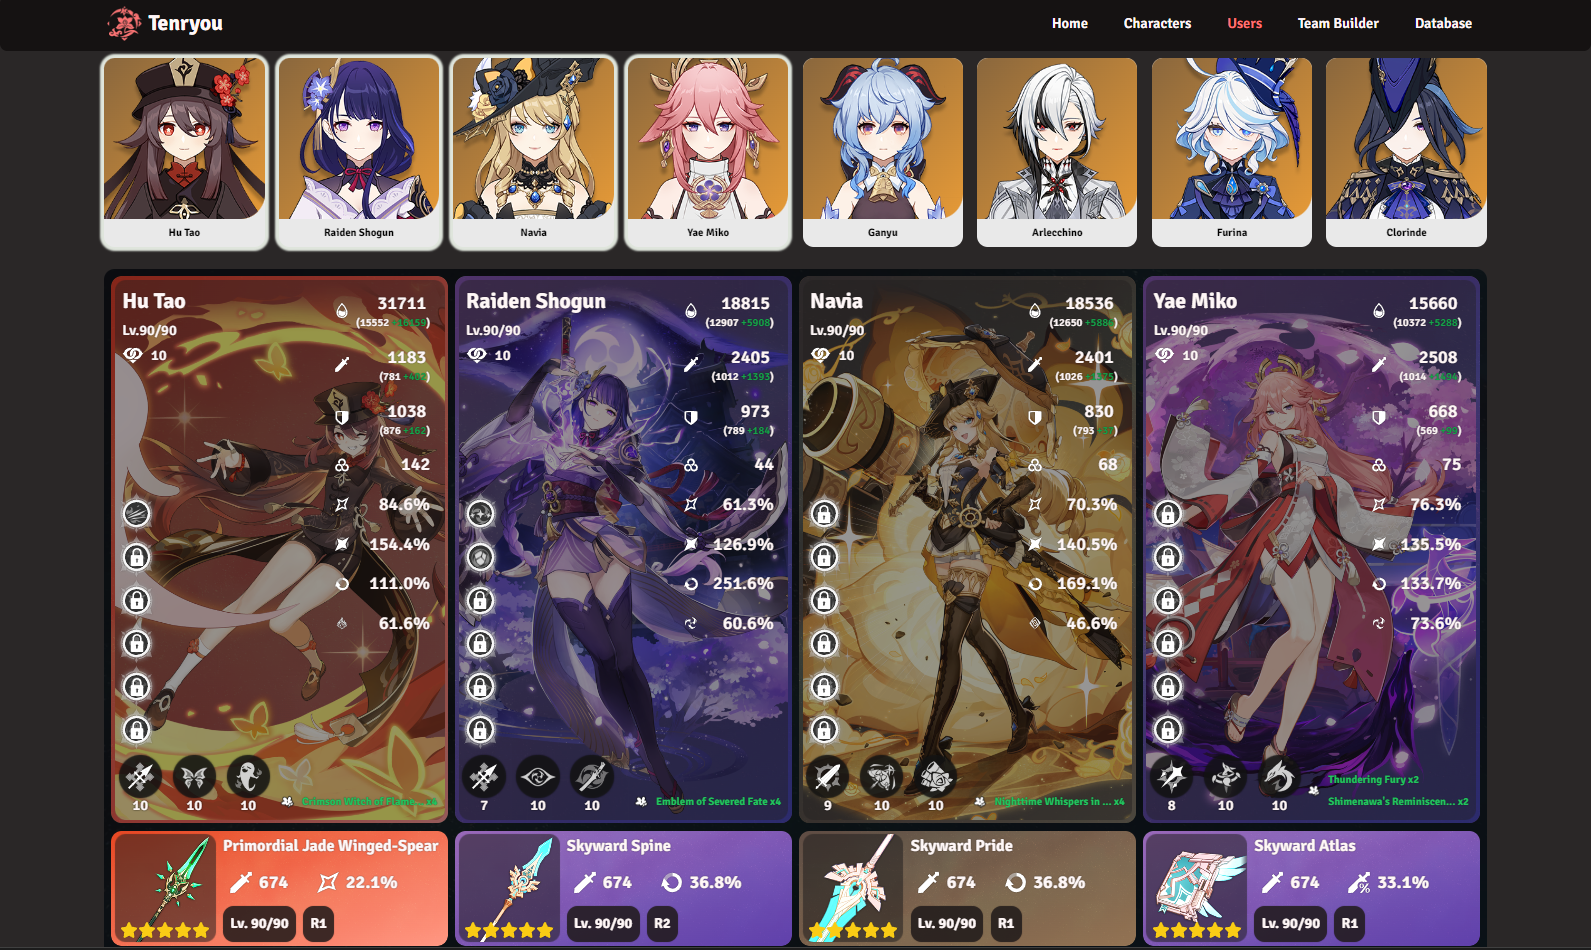 Tenryou
Home Characters Users Team Builder Database
Hu Tao
Raiden Shogun
Navia
Yae Miko
Ganyu
Arlecchino
Furina
Clorinde
Hu Tao
Lv.90/90
10
31711
(15552 +16159)
1183
(781 )
1038
(876 +162)
142
84.6%
154.4%
111.0%
61.6%
10 10 10
Crimson Witch of Flame...
Raiden Shogun
Lv.90/90
10
18815
(12907 +5908)
2405
(1012 +1393)
973
(789 +184)
44
61.3%
126.9%
251.6%
60.6%
7 10 10
Emblem of Severed Fate x4
Navia
Lv.90/90
10
18536
(12650 +5886)
2401
(1026 +1375)
830
(793 )
68
70.3%
140.5%
169.1%
46.6%
9 10 10
Nighttime Whispers in ... x4
Yae Miko
Lv.90/90
10
15660
(10372 +5288)
2508
(1014 +1494)
668
(569 +99)
75
76.3%
135.5%
133.7%
73.6%
8 10 10
Thundering Fury x2
Shimenawa's Reminiscen... x2
Primordial Jade Winged-Spear
674 22.1%
Lv. 90/90 R1
Skyward Spine
674 36.8%
Lv. 90/90 R2
Skyward Pride
674 36.8%
Lv. 90/90 R1
Skyward Atlas
674 33.1%
Lv. 90/90 R1